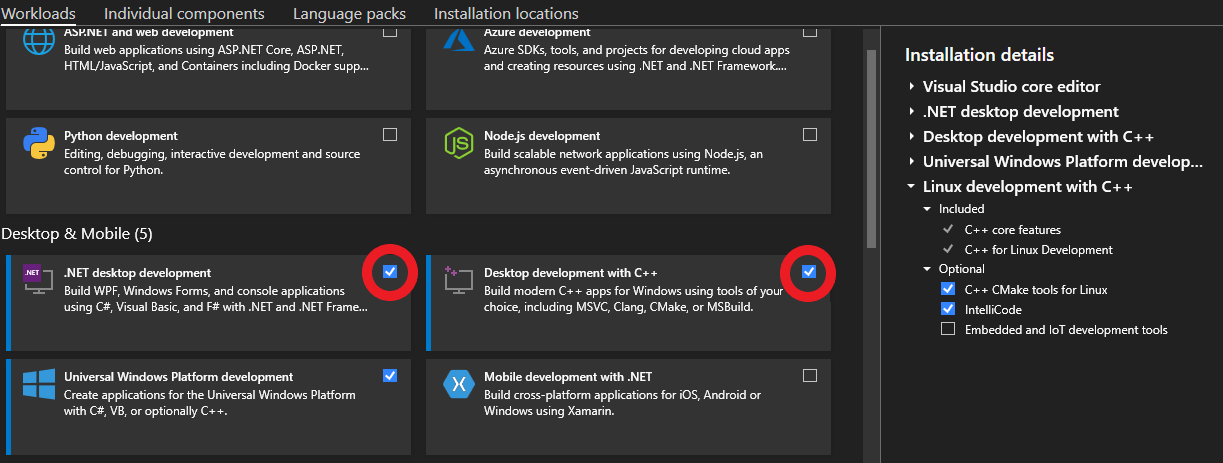 Workloads
Individual components
Language packs
Installation locations
ASP.NET and web development
Build web applications using ASP.NET Core, ASP.NET,
HTML/JavaScript, and Containers including Docker supp...
Azure development
Azure SDKs, tools, and projects for developing cloud apps
and creating resources using .NET and .NET Framework....
Python development
Editing, debugging, interactive development and source
control for Python.
JS
Node.js development
Build scalable network applications using Node.js, an
asynchronous event-driven JavaScript runtime.
Desktop & Mobile (5)
.NET
.NET desktop development
Build WPF, Windows Forms, and console applications
using C#, Visual Basic, and F# with .NET and .NET Frame...
Desktop development with C++
Build modern C++ apps for Windows using tools of your
choice, including MSVC, Clang, CMake, or MSBuild.
Universal Windows Platform development
Create applications for the Universal Windows Platform
with C#, VB, or optionally C++.
Mobile development with .NET
Build cross-platform applications for iOS, Android or
Windows using Xamarin.
Installation details
Visual Studio core editor
.NET desktop development
Desktop development with C++
Universal Windows Platform develop...
Linux development with C++
Included
C++ core features
C++ for Linux Development
Optional
C++ CMake tools for Linux
IntelliCode
Embedded and IoT development tools